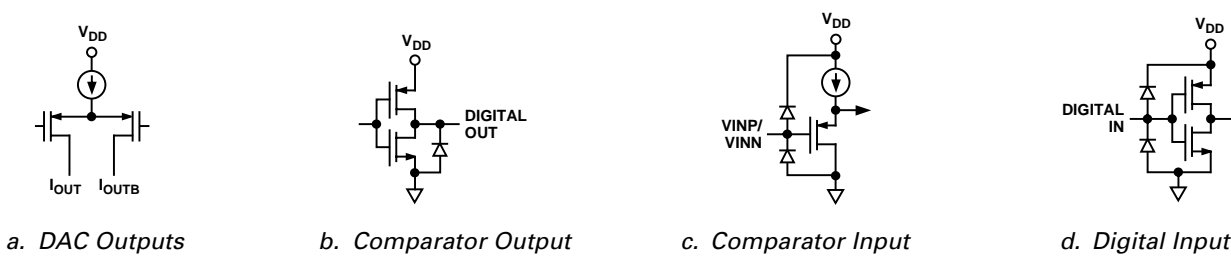 VDD
IOUT IOUTB
a. DAC Outputs
VDD
DIGITAL
OUT
b. Comparator Output
VDD
VINP/
VINN
c. Comparator Input
VDD
DIGITAL
IN
d. Digital Input